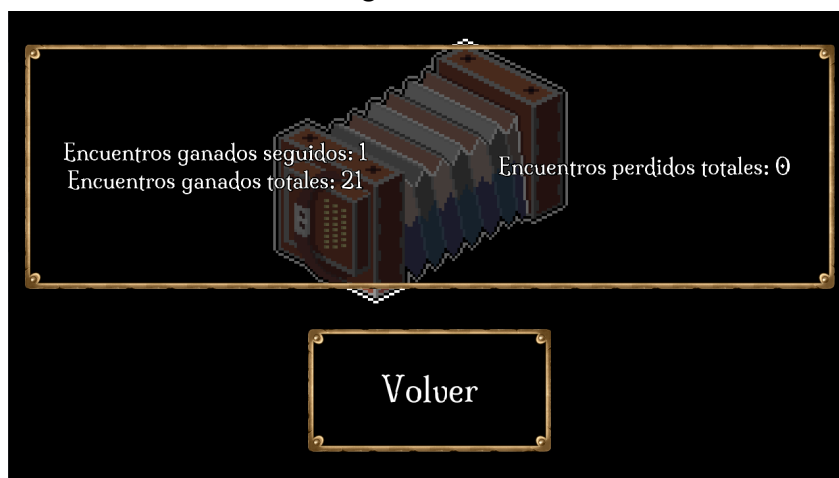 Encuentros ganados seguidos: 1
Encuentros ganados totales: 21
Encuentros perdidos totales: 0
Volver